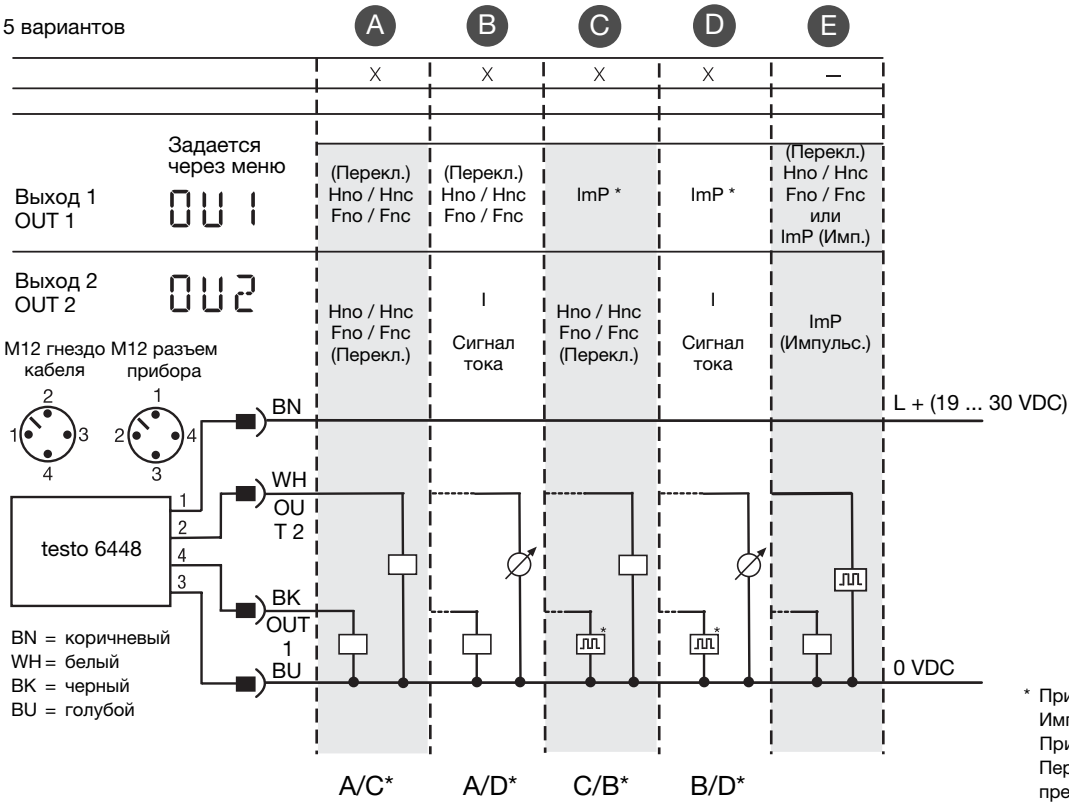 5 вариантов
A B C D E
X X X X –
Задается
через меню
Выход 1
OUT 1
OU1
(Перекл.)
Hno / Hnc
Fno / Fnc
(Перекл.)
Hno / Hnc
Fno / Fnc
ImP *
ImP *
(Перекл.)
Hno / Hnc
Fno / Fnc
или
ImP (Имп.)
Выход 2
OUT 2
OU2
Hno / Hnc
Fno / Fnc
(Перекл.)
I
Сигнал
тока
Hno / Hnc
Fno / Fnc
(Перекл.)
I
Сигнал
тока
ImP
(Импульс.)
M12 гнездо
кабеля
2
1 3
4
M12 разъем
прибора
1
2 4
3
BN
L + (19 ... 30 VDC)
WH
OU
T 2
testo 6448
1
2
4
3
BK
OUT
1
BU
0 VDC
*
*
BN = коричневый
WH = белый
BK = черный
BU = голубой
* При
Имп
При
Пер
пре
A/C* A/D* C/B* B/D*